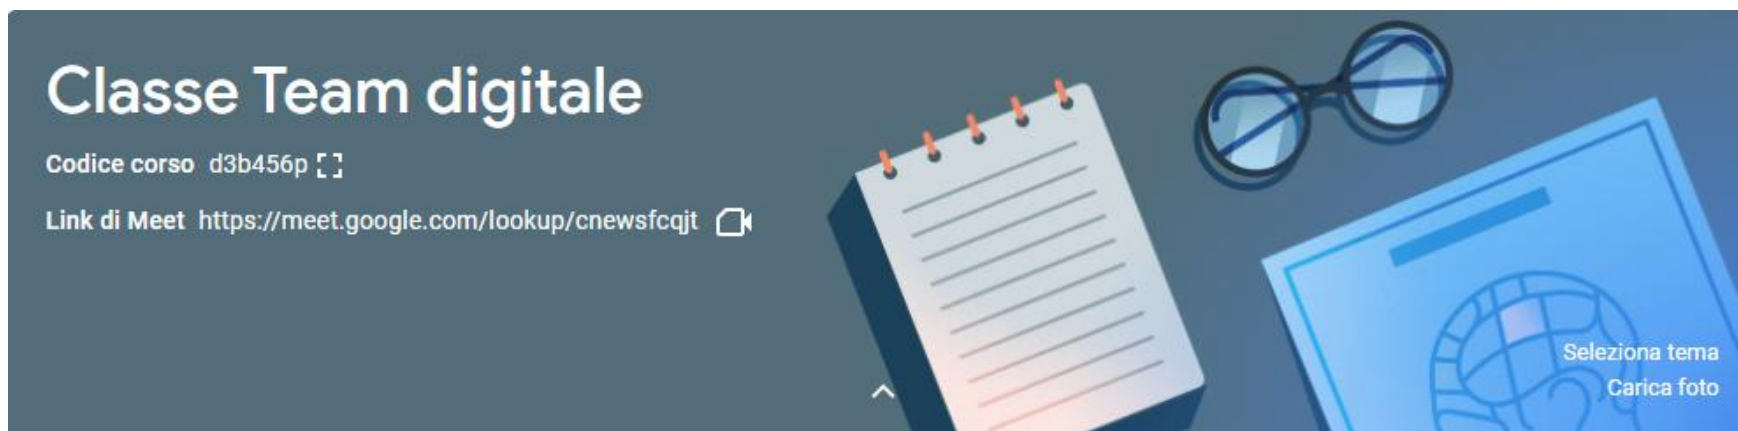 Classe Team digitale
Codice corso d3b456p
Link di Meet https://meet.google.com/lookup/cnewsfcqjt
Seleziona tema
Carica foto